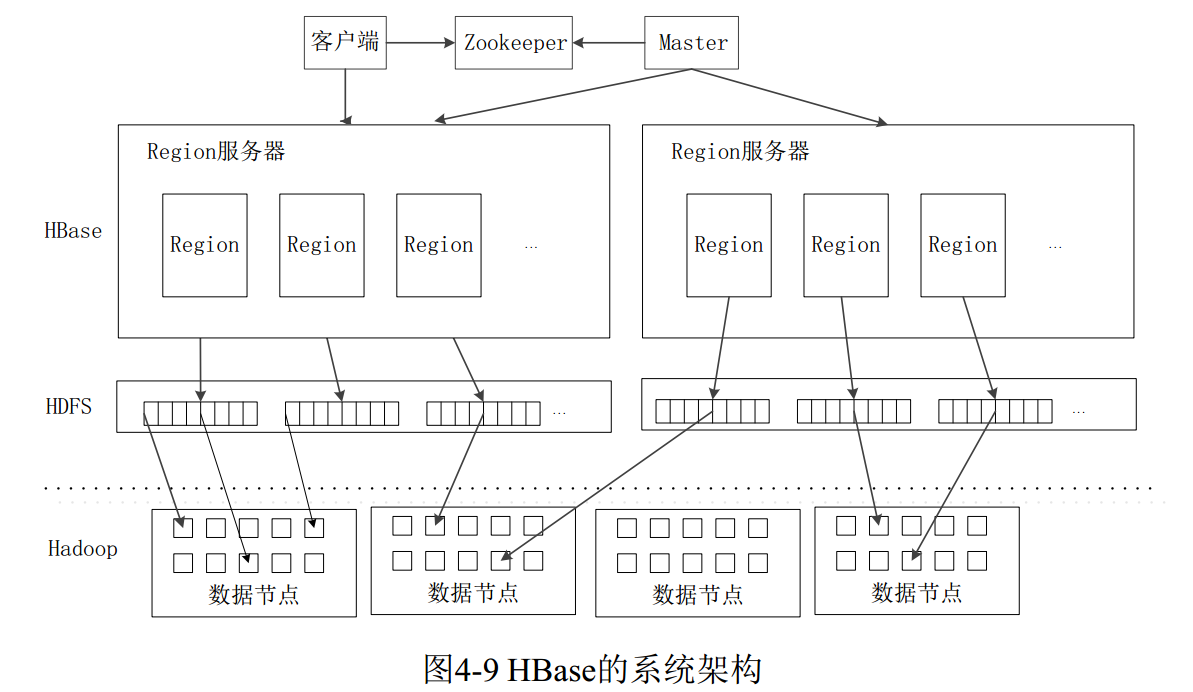 客户端
Zookeeper
Master
Region服务器
Region服务器
HBase
Region
Region
Region
...
Region
Region
Region
...
HDFS
...
...
Hadoop
数据节点
数据节点
数据节点
数据节点
图4-9 HBase的系统架构